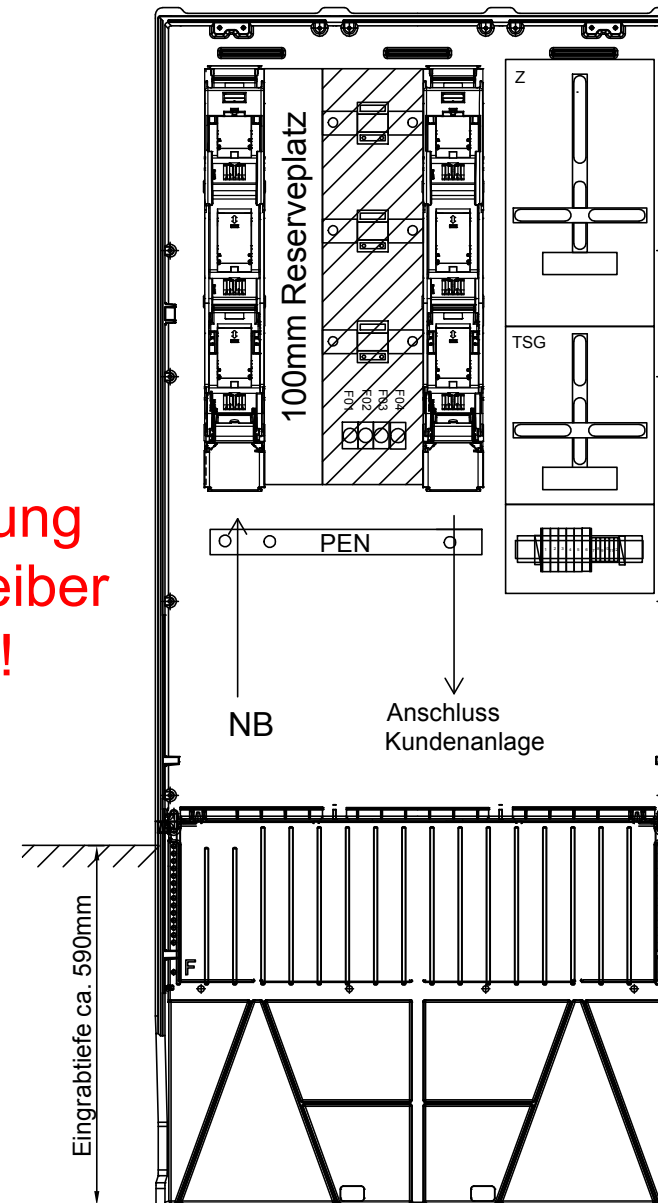 Z
100mm Reserveplatz
TSG
F01
F02
F03
F04
ung
eiber
!
PEN
NB
Anschluss
Kundenanlage
F
Eingrabtiefe ca. 590mm